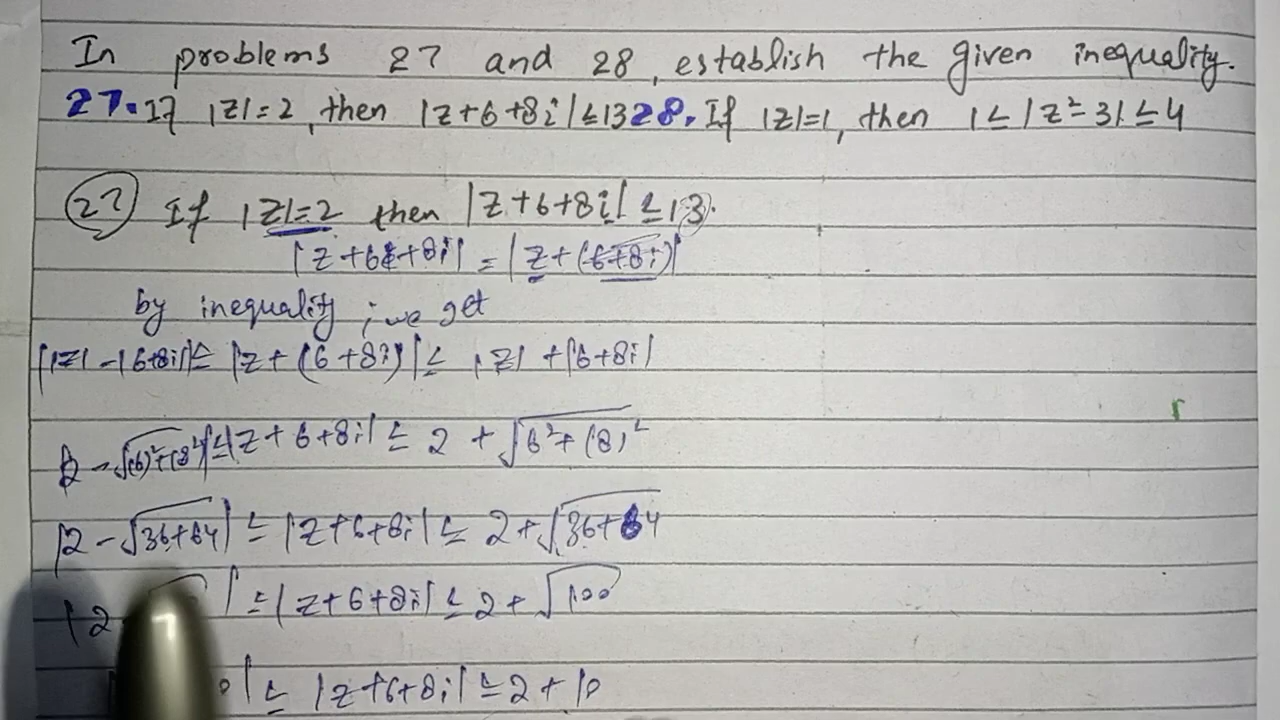 In problems 27 and 28, establish the given inequality.
27. If |z|=2, then |z+6+8i|≤13 28. If |z|=1, then 1≤|z²-3|≤4
(27) If |z|=2 then |z+6+8i| ≤13.
|z+6+8i| = |z+(6+8i)|
by inequality; we get
||z|-|6+8i||≤ |z+(6+8i)|≤ |z|+|6+8i|
|2-√(6)²+(8)²|≤|z+6+8i| ≤ 2+√6²+(8)²
|2-√36+64| ≤ |z+6+8i| ≤ 2+√36+64
|2 | ≤ |z+6+8i| ≤ 2+√100
0| ≤ |z+6+8i| ≤ 2+10